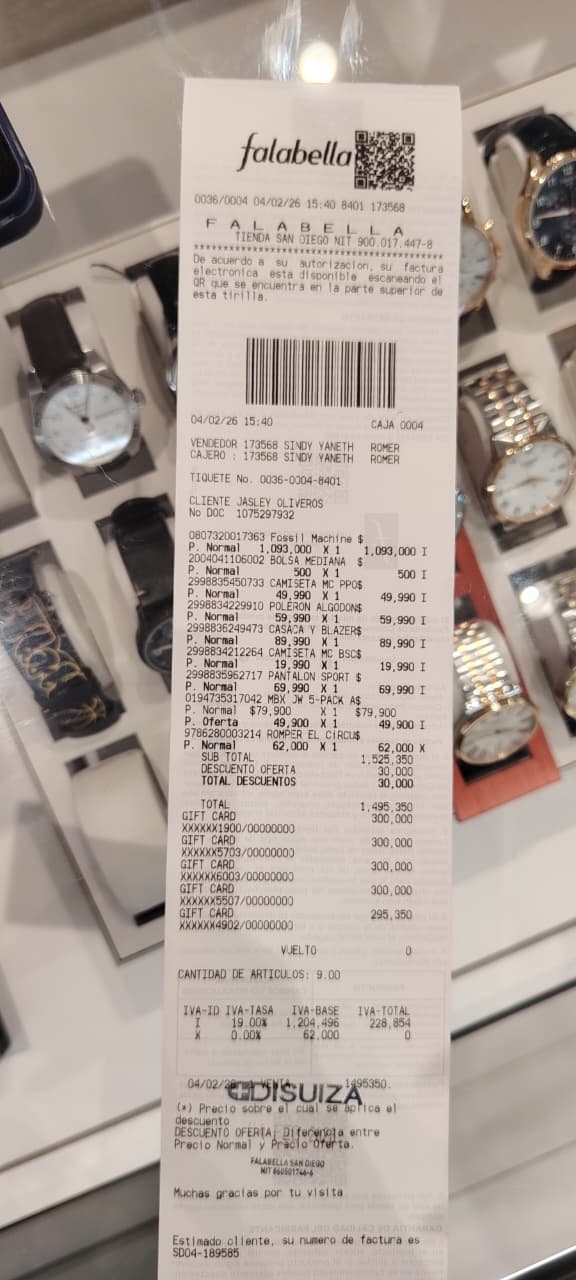 falabella
0036/0004 04/02/26 15:40 8401 173568
F A L A B E L L A
TIENDA SAN DIEGO NIT 900.017.447-8
******************************************
De acuerdo a su autorizacion, su factura
electronica esta disponible escaneando el
QR que se encuentra en la parte superior de
esta tirilla.
04/02/26 15:40 CAJA 0004
VENDEDOR 173568 SINDY YANETH ROMER
CAJERO : 173568 SINDY YANETH ROMER
TIQUETE No. 0036-0004-8401
CLIENTE JASLEY OLIVEROS
No DOC 1075297932
0807320017363 Fossil Machine $
P. Normal 1,093,000 X 1 1,093,000 I
2004041106002 BOLSA MEDIANA $
P. Normal 500 X 1 500 I
2998835450733 CAMISETA MC PPO$
P. Normal 49,990 X 1 49,990 I
2998834229910 POLERON ALGODON$
P. Normal 59,990 X 1 59,990 I
2998836249473 CASACA Y BLAZER$
P. Normal 89,990 X 1 89,990 I
2998834212264 CAMISETA MC BSC$
P. Normal 19,990 X 1 19,990 I
2998835962717 PANTALON SPORT $
P. Normal 69,990 X 1 69,990 I
0194735317042 MBX JW 5-PACK A$
P. Normal $79,900 X 1 $79,900
P. Oferta 49,900 X 1 49,900 I
9786280003214 ROMPER EL CIRCU$
P. Normal 62,000 X 1 62,000 X
SUB TOTAL 1,525,350
DESCUENTO OFERTA 30,000
TOTAL DESCUENTOS 30,000
TOTAL 1,495,350
GIFT CARD 300,000
XXXXXX1900/00000000
GIFT CARD 300,000
XXXXXX5703/00000000
GIFT CARD 300,000
XXXXXX6003/00000000
GIFT CARD 300,000
XXXXXX5507/00000000
GIFT CARD 295,350
XXXXXX4902/00000000
VUELTO 0
CANTIDAD DE ARTICULOS: 9.00
IVA-ID IVA-TASA IVA-BASE IVA-TOTAL
I 19.00% 1,204,496 228,854
X 0.00% 62,000 0
04/02/26 VENTA 1495350.
DISUIZA
(*) Precio sobre el cual se aplica el
descuento
DESCUENTO OFERTA: Diferencia entre
Precio Normal y Precio Oferta.
FALABELLA SAN DIEGO
NIT 860501746-6
Muchas gracias por tu visita
Estimado cliente, su numero de factura es
SD04-189585